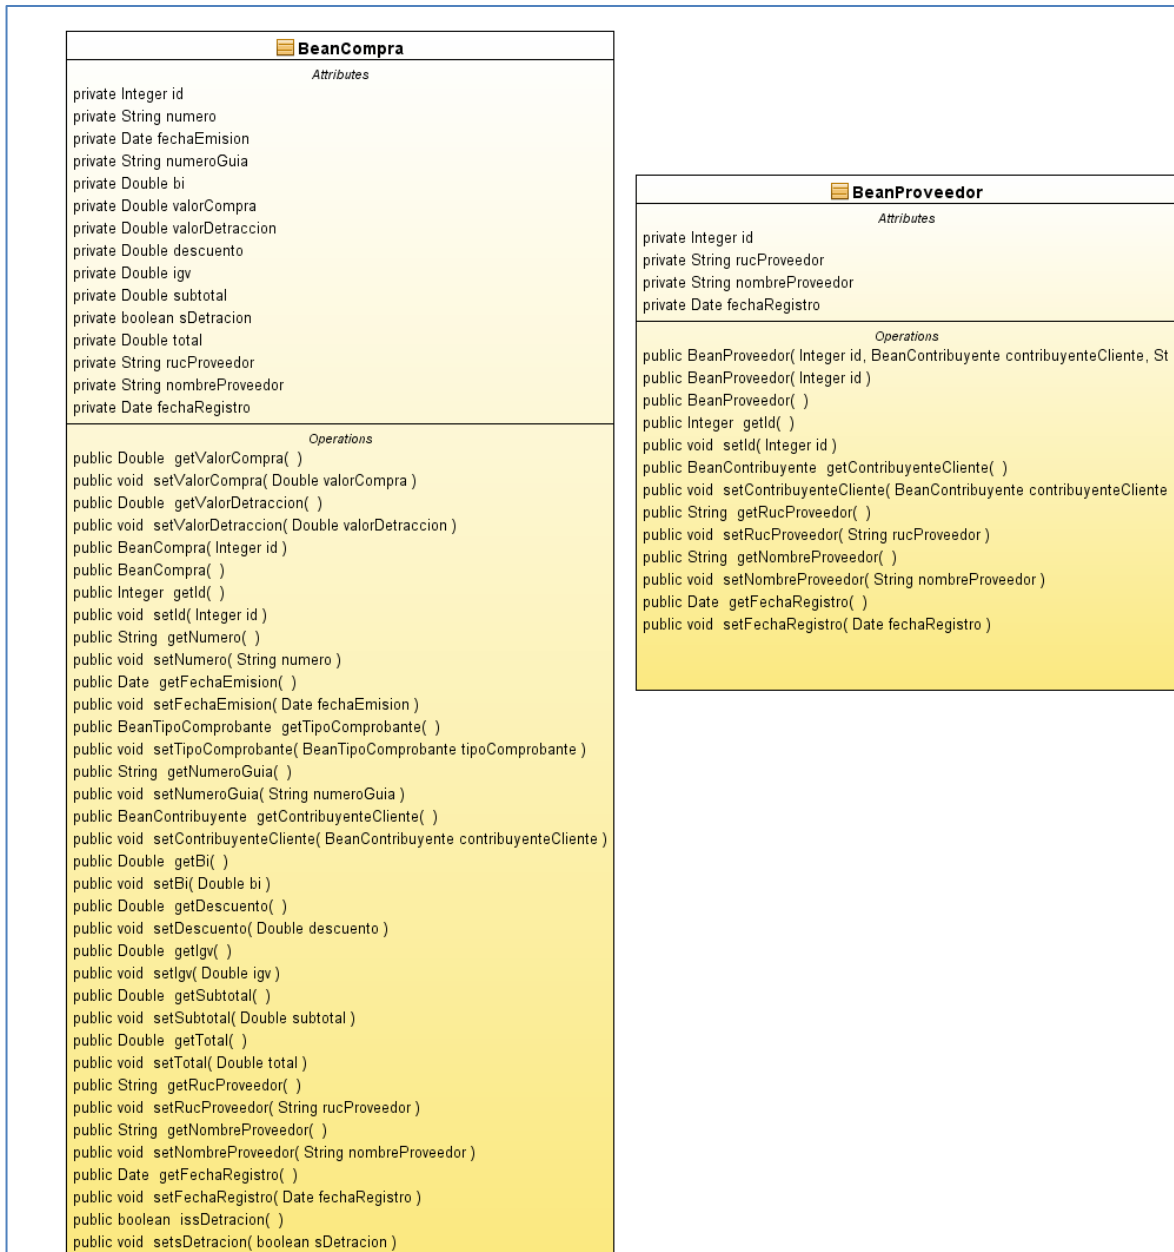 BeanCompra
Attributes
private Integer id
private String numero
private Date fechaEmision
private String numeroGuia
private Double bi
private Double valorCompra
private Double valorDetraccion
private Double descuento
private Double igv
private Double subtotal
private boolean sDetracion
private Double total
private String rucProveedor
private String nombreProveedor
private Date fechaRegistro
Operations
public Double getValorCompra( )
public void setValorCompra( Double valorCompra )
public Double getValorDetraccion( )
public void setValorDetraccion( Double valorDetraccion )
public BeanCompra( Integer id )
public BeanCompra( )
public Integer getId( )
public void setId( Integer id )
public String getNumero( )
public void setNumero( String numero )
public Date getFechaEmision( )
public void setFechaEmision( Date fechaEmision )
public BeanTipoComprobante getTipoComprobante( )
public void setTipoComprobante( BeanTipoComprobante tipoComprobante )
public String getNumeroGuia( )
public void setNumeroGuia( String numeroGuia )
public BeanContribuyente getContribuyenteCliente( )
public void setContribuyenteCliente( BeanContribuyente contribuyenteCliente )
public Double getBi( )
public void setBi( Double bi )
public Double getDescuento( )
public void setDescuento( Double descuento )
public Double getIgv( )
public void setIgv( Double igv )
public Double getSubtotal( )
public void setSubtotal( Double subtotal )
public Double getTotal( )
public void setTotal( Double total )
public String getRucProveedor( )
public void setRucProveedor( String rucProveedor )
public String getNombreProveedor( )
public void setNombreProveedor( String nombreProveedor )
public Date getFechaRegistro( )
public void setFechaRegistro( Date fechaRegistro )
public boolean issDetracion( )
public void setsDetracion( boolean sDetracion )
BeanProveedor
Attributes
private Integer id
private String rucProveedor
private String nombreProveedor
private Date fechaRegistro
Operations
public BeanProveedor( Integer id, BeanContribuyente contribuyenteCliente, St
public BeanProveedor( Integer id )
public BeanProveedor( )
public Integer getId( )
public void setId( Integer id )
public BeanContribuyente getContribuyenteCliente( )
public void setContribuyenteCliente( BeanContribuyente contribuyenteCliente
public String getRucProveedor( )
public void setRucProveedor( String rucProveedor )
public String getNombreProveedor( )
public void setNombreProveedor( String nombreProveedor )
public Date getFechaRegistro( )
public void setFechaRegistro( Date fechaRegistro )